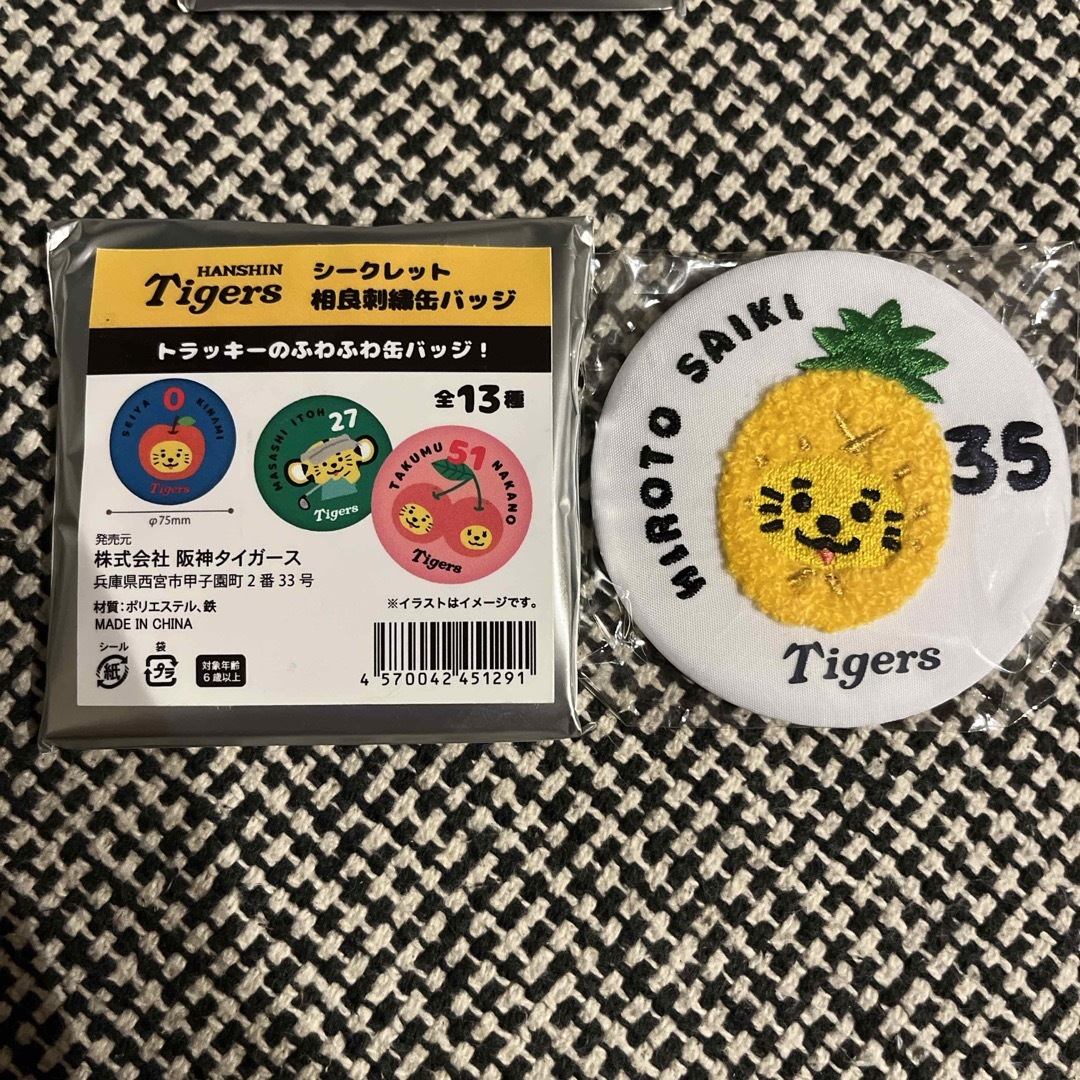 HANSHIN
Tigers
シークレット
相良刺繍缶バッジ
トラッキーのふわふわ缶バッジ!
全13種
SEIYA 0 KINAMI
Tigers
MASASHI ITOH 27
Tigers
TAKUMU 51 NAKANO
Tigers
φ75mm
発売元
株式会社 阪神タイガース
兵庫県西宮市甲子園町2番33号
材質:ポリエステル、鉄
MADE IN CHINA
※イラストはイメージです。
シール
紙
袋
プラ
対象年齢
6歳以上
4 570042 451291
HIROTO SAIKI
35
Tigers